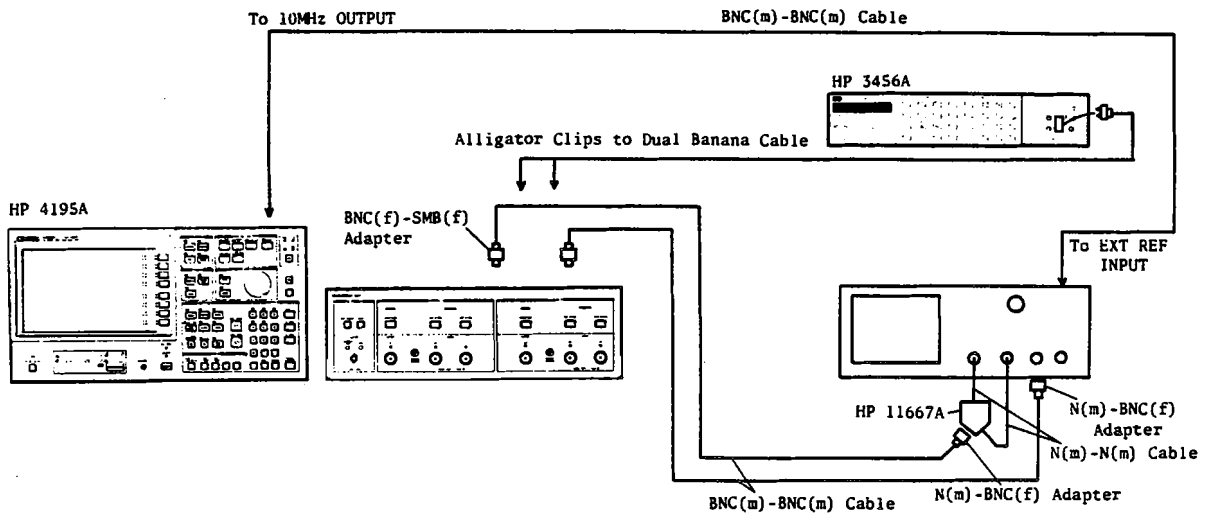 To 10MHz OUTPUT
BNC(m)-BNC(m) Cable
HP 3456A
Alligator Clips to Dual Banana Cable
HP 4195A
BNC(f)-SMB(f)
Adapter
To EXT REF
INPUT
HP 11667A
N(m)-BNC(f)
Adapter
N(m)-N(m) Cable
BNC(m)-BNC(m) Cable
N(m)-BNC(f) Adapter